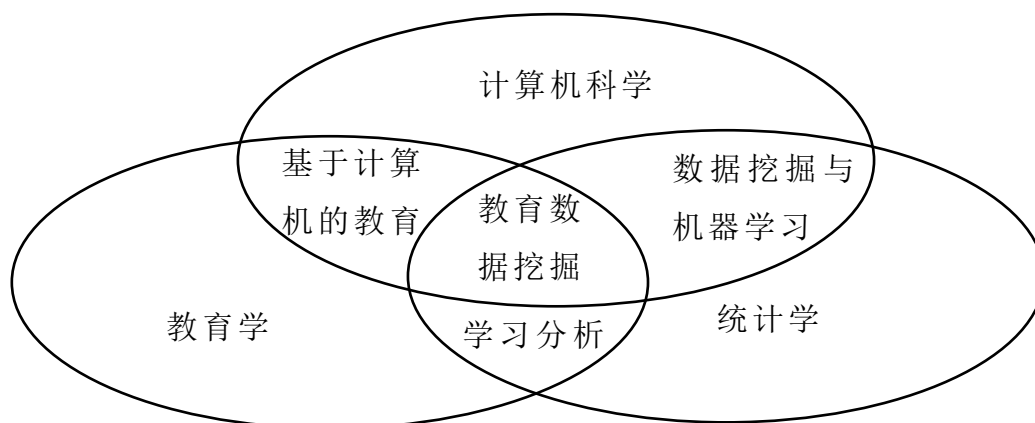 计算机科学
基于计算
机的教育
教育数
据挖掘
数据挖掘与
机器学习
教育学
学习分析
统计学